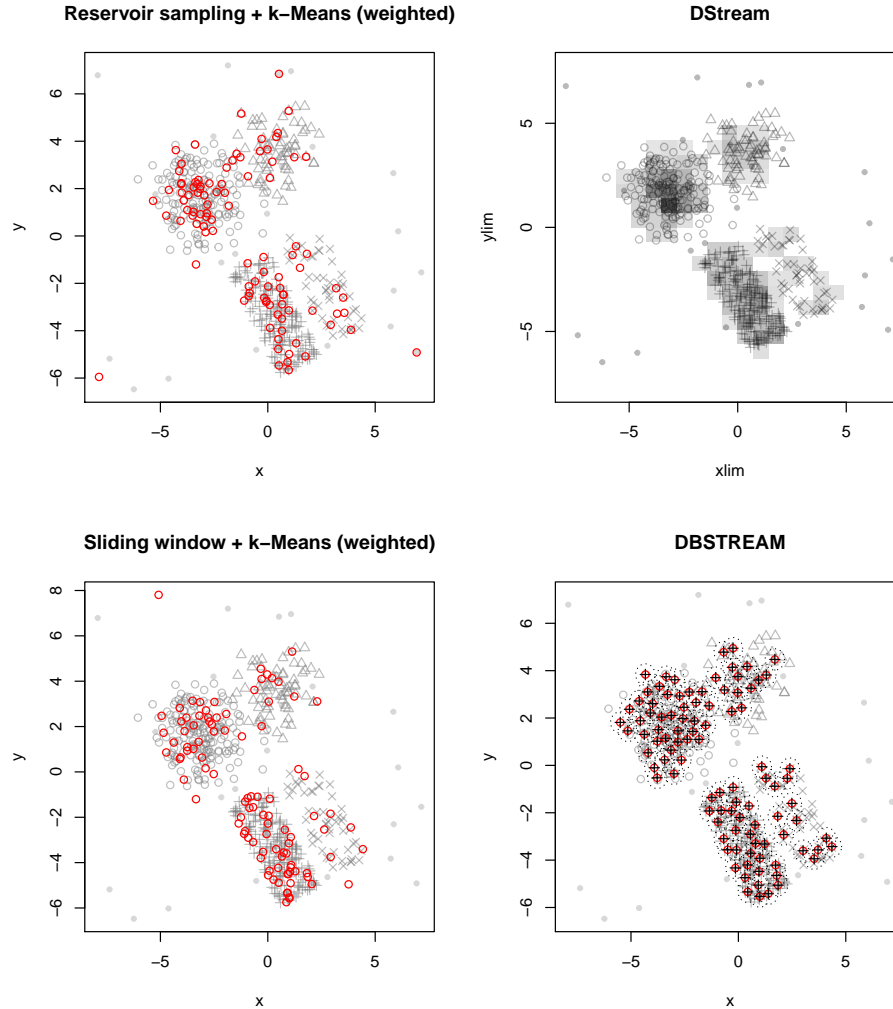 Reservoir sampling + k−Means (weighted)
−5 0 5
−6 −4 −2 0 2 4 6
x
y
DStream
−5 0 5
−5 0 5
xlim
ylim
Sliding window + k−Means (weighted)
−5 0 5
−6 −4 −2 0 2 4 6 8
x
y
DBSTREAM
−5 0 5
−6 −4 −2 0 2 4 6
x
y